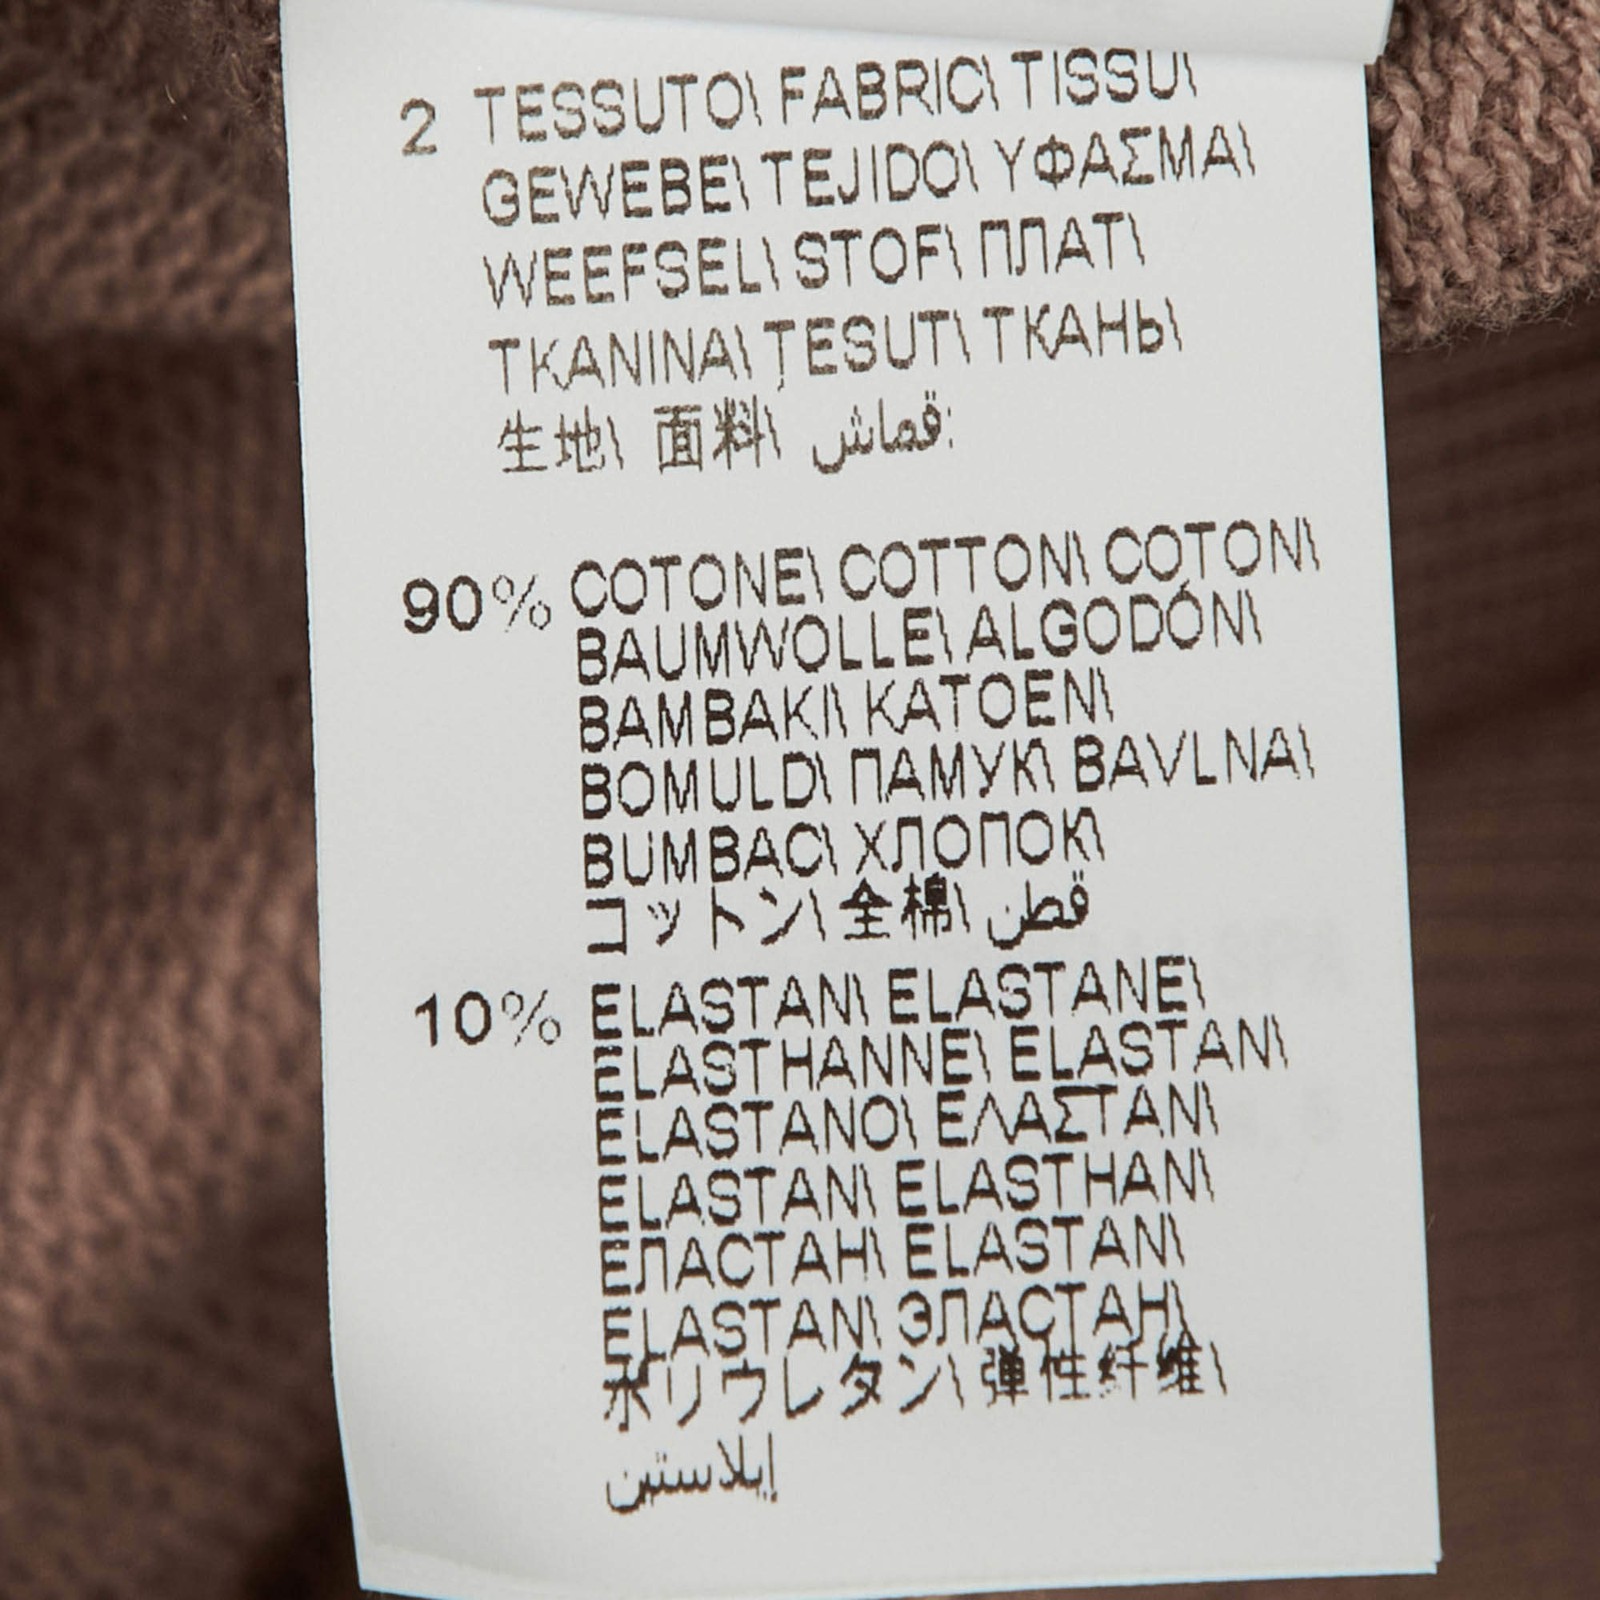 2 TESSUTO\ FABRIC\ TISSU\
GEWEBE\ TEJIDO\ ΥΦΑΣΜΑ\
WEEFSEL\ STOF\ ПЛАТ\
TKANINA\ ŢESUT\ ТКАНЬ\
生地\ 面料\ قماش:
90% COTONE\ COTTON\ COTON\
BAUMWOLLE\ ALGODÓN\
BAMBAKI\ KATOEN\
BOMULD\ ПАМУК\ BAVLNA\
BUMBAC\ ХЛОПОК\
コットン\ 全棉\ قطن
10% ELASTAN\ ELASTANE\
ELASTHANNE\ ELASTAN\
ELASTANO\ ΕΛΑΣΤΑΝ\
ELASTAN\ ELASTHAN\
ЕЛАСТАН\ ELASTAN\
ELASTAN\ ЭЛАСТАН\
ポリウレタン\ 弹性纤维\
إيلاستين